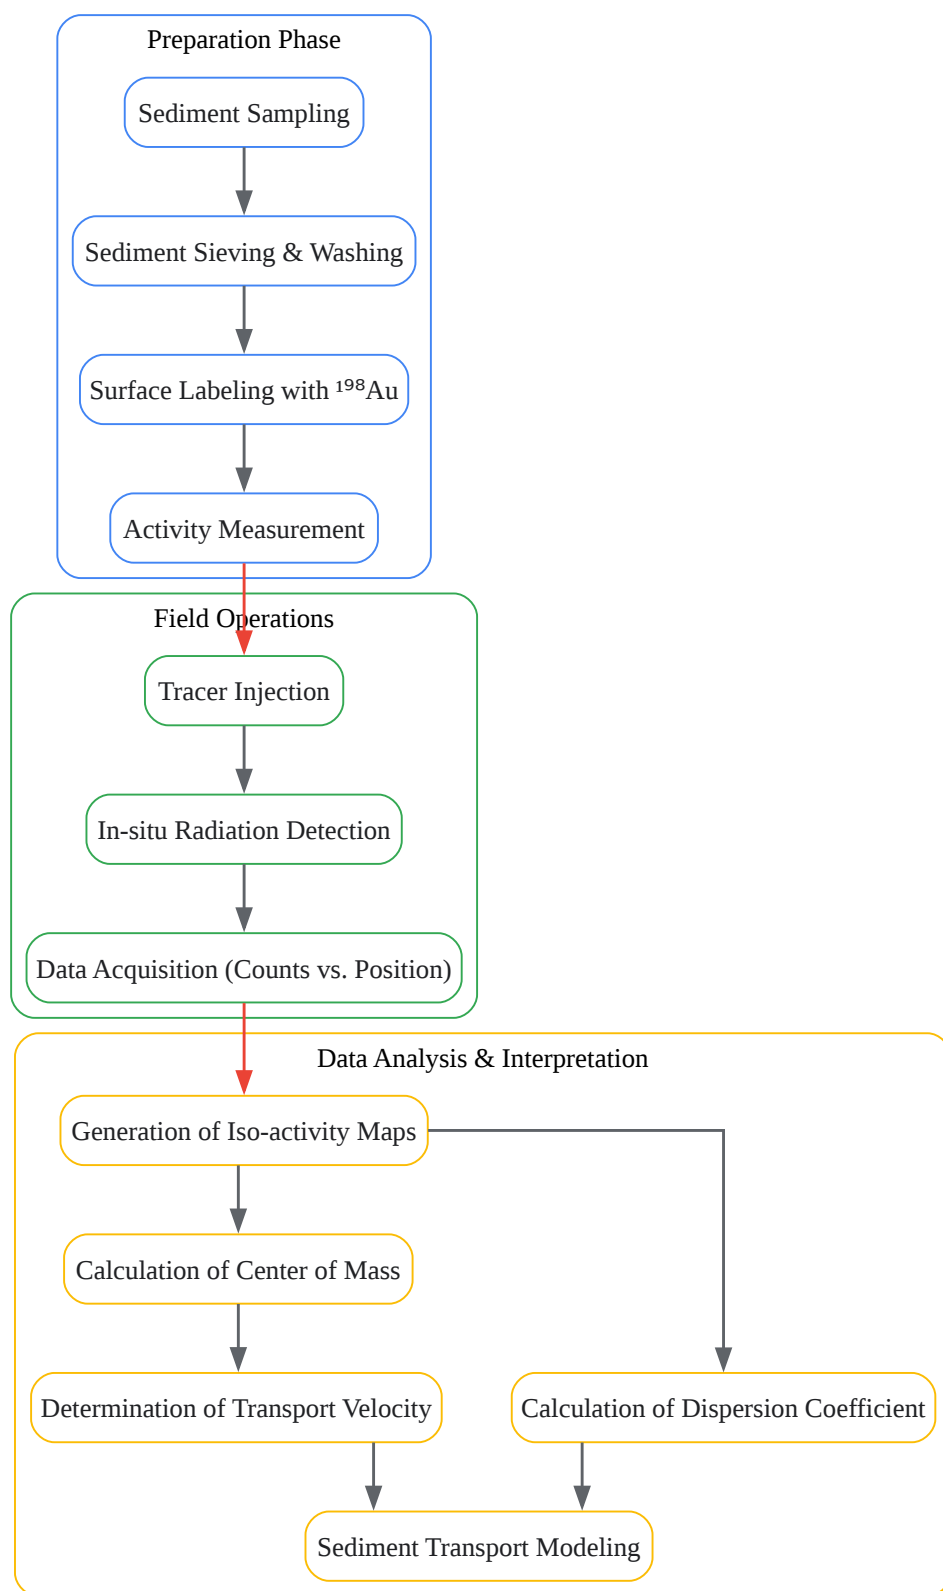 Preparation Phase
Sediment Sampling
Sediment Sieving & Washing
Surface Labeling with ¹⁹⁸Au
Activity Measurement
Field Operations
Tracer Injection
In-situ Radiation Detection
Data Acquisition (Counts vs. Position)
Data Analysis & Interpretation
Generation of Iso-activity Maps
Calculation of Center of Mass
Determination of Transport Velocity
Calculation of Dispersion Coefficient
Sediment Transport Modeling